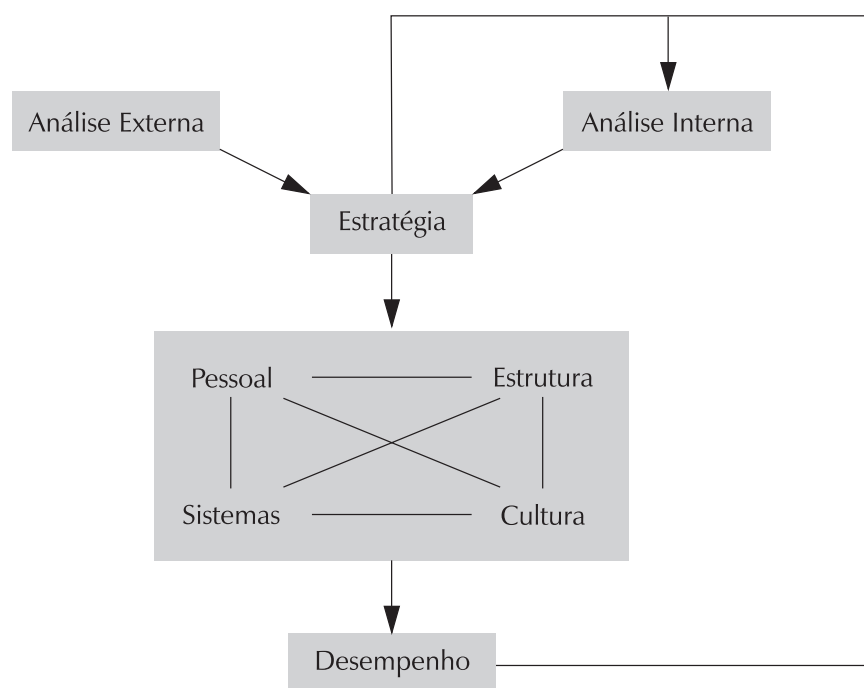 Análise Externa
Análise Interna
Estratégia
Pessoal
Estrutura
Sistemas
Cultura
Desempenho